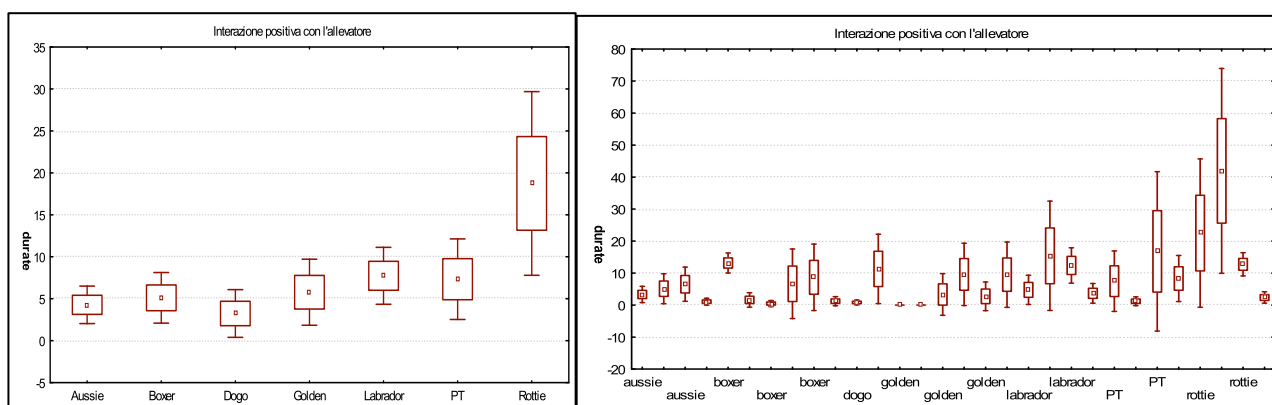 Interazione positiva con l'allevatore
35
30
25
20
15
10
5
0
-5
durate
Aussie Boxer Dogo Golden Labrador PT Rottie
Interazione positiva con l'allevatore
80
70
60
50
40
30
20
10
0
-10
-20
durate
aussie boxer boxer golden golden labrador PT rottie
aussie boxer dogo golden labrador PT rottie